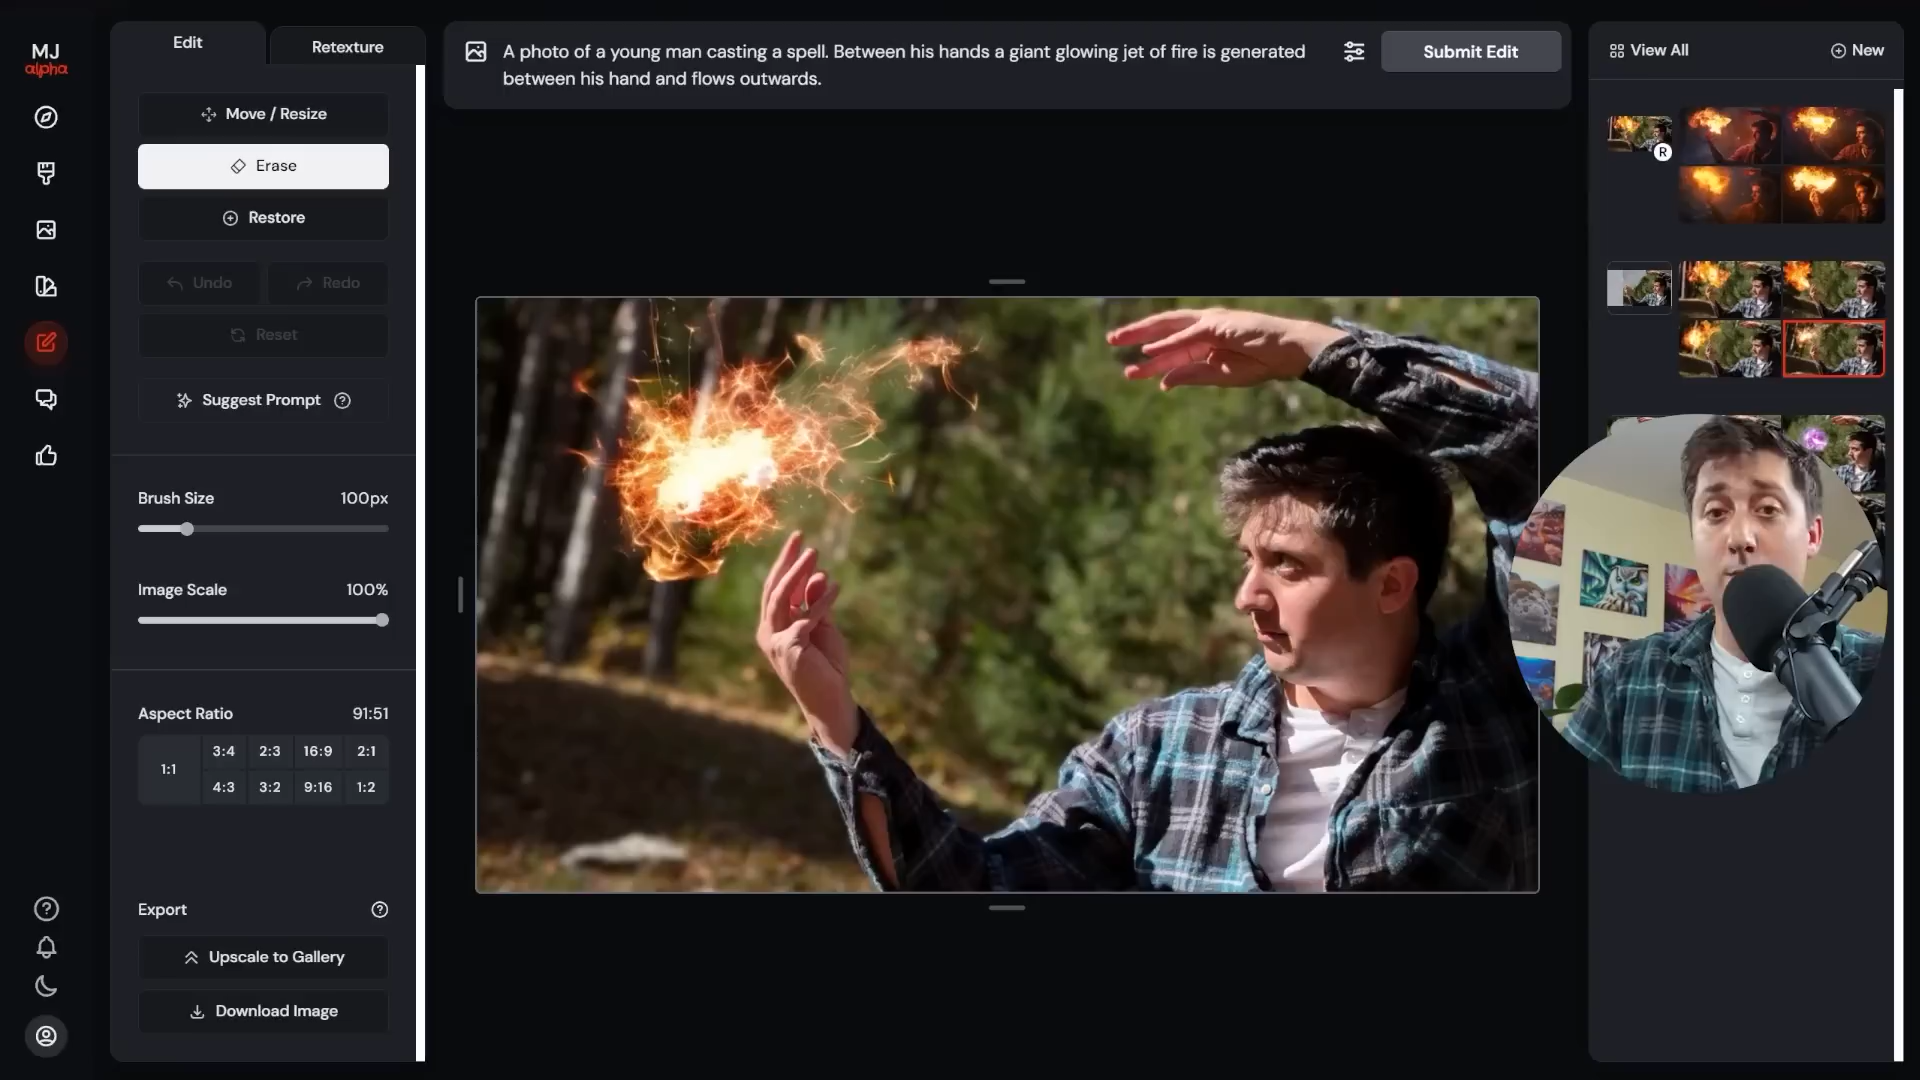 MJ
alpha
Edit
Retexture
Move / Resize
Erase
Restore
Undo
Redo
Reset
Suggest Prompt
Brush Size
100px
Image Scale
100%
Aspect Ratio
91:51
1:1
3:4
2:3
16:9
2:1
4:3
3:2
9:16
1:2
Export
Upscale to Gallery
Download Image
A photo of a young man casting a spell. Between his hands a giant glowing jet of fire is generated
between his hand and flows outwards.
Submit Edit
View All
New
R